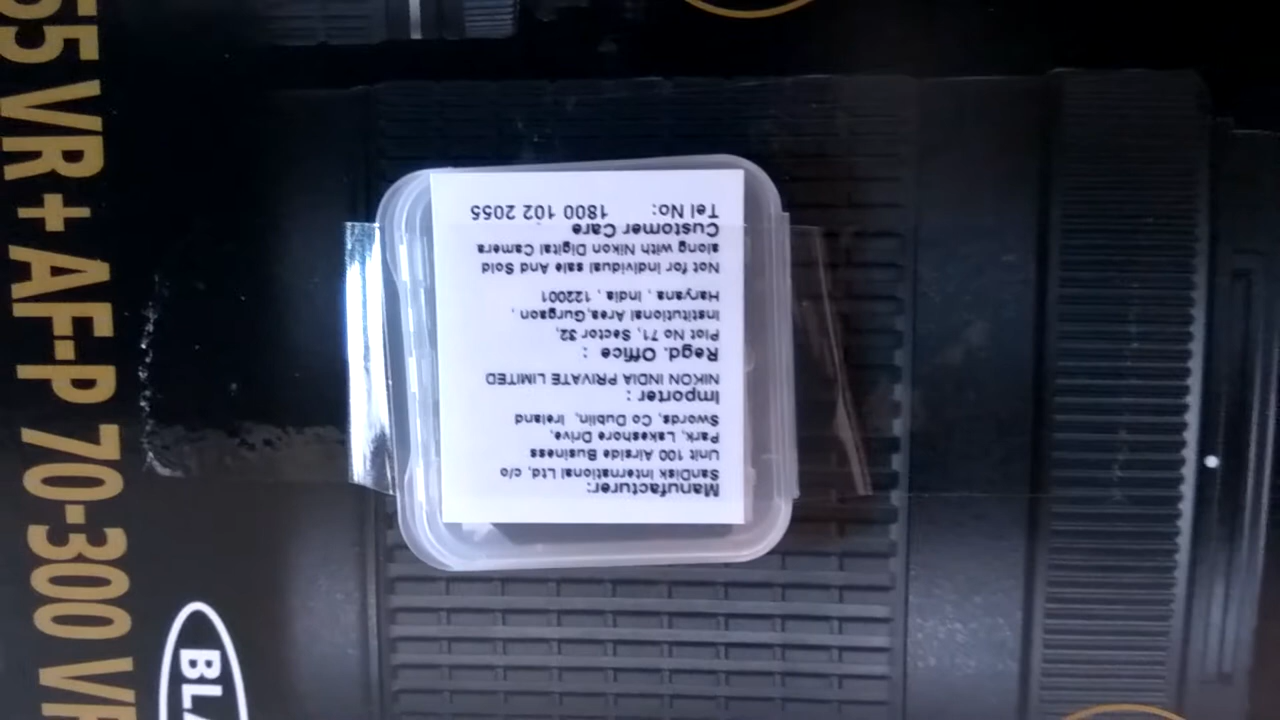 Manufacturer:
SanDisk International Ltd, c/o
Unit 100 Airside Business
Park, Lakeshore Drive,
Swords, Co Dublin, Ireland
Importer :
NIKON INDIA PRIVATE LIMITED
Regd. Office :
Plot No 71, Sector 32,
Institutional Area,Gurgaon ,
Haryana , India , 122001
Not for individual sale And Sold
along with Nikon Digital Camera
Customer Care
Tel No: 1800 102 2055
55 VR + AF-P 70-300 VR
BLA